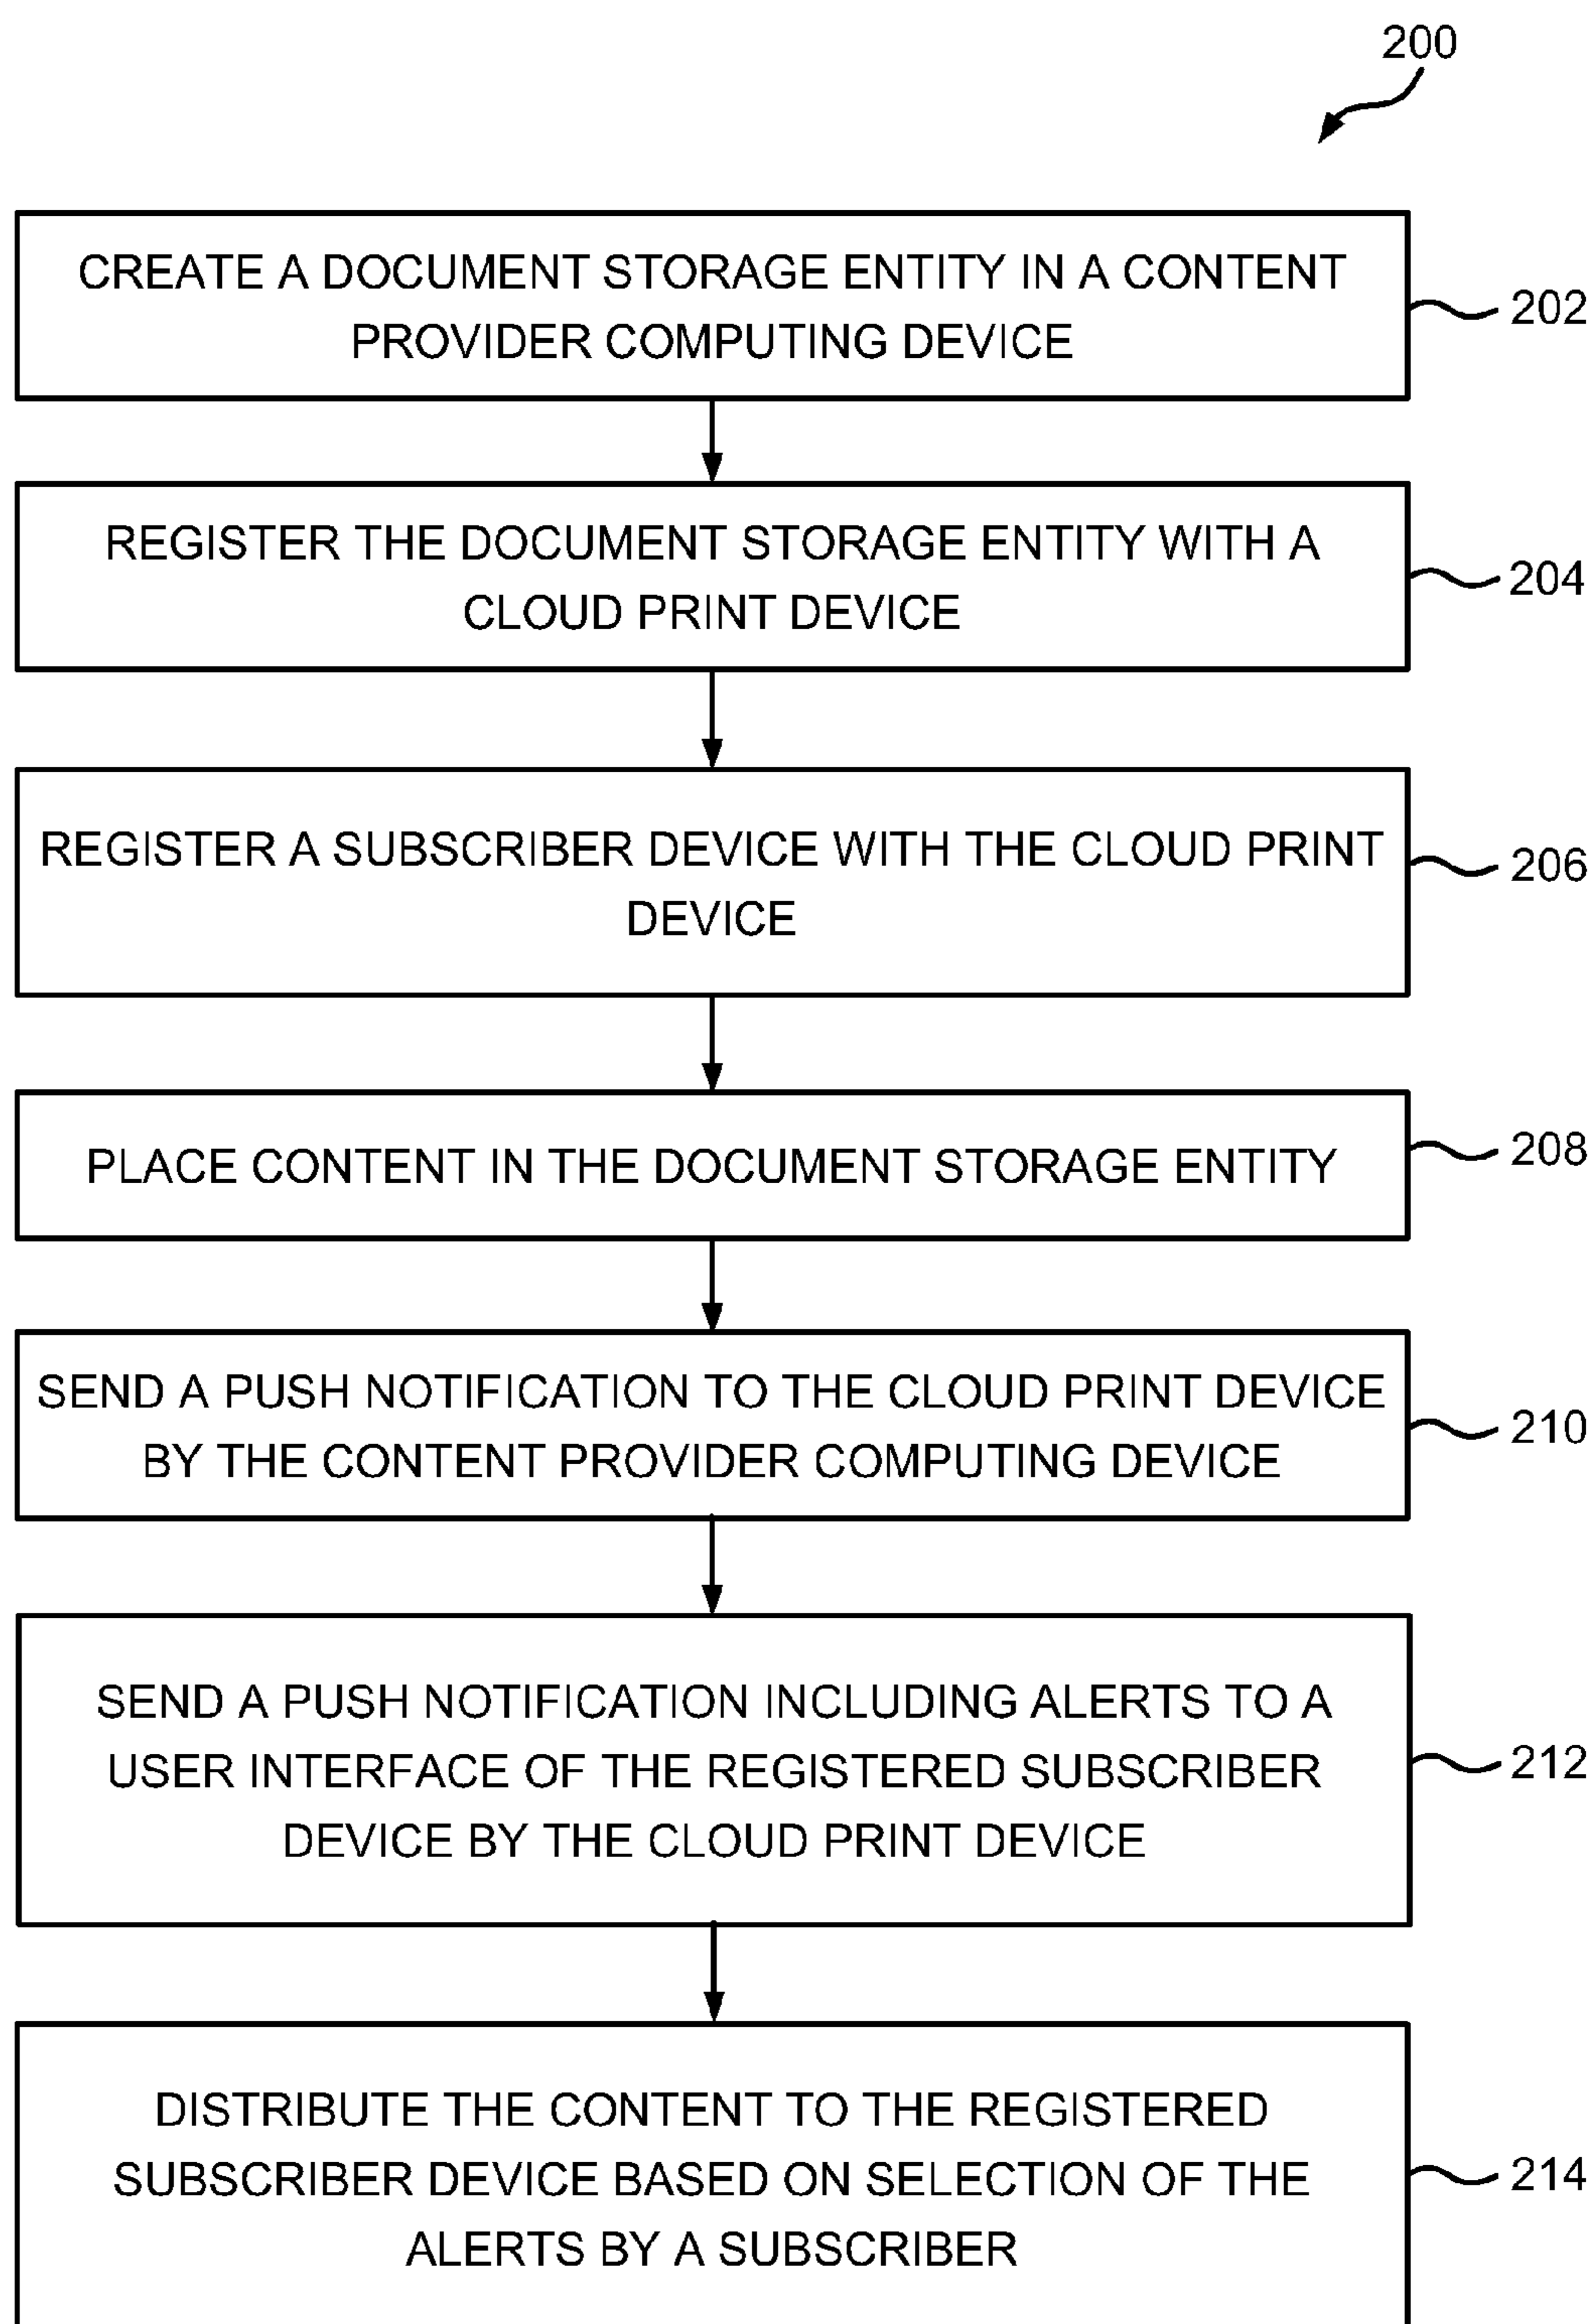 200
CREATE A DOCUMENT STORAGE ENTITY IN A CONTENT
PROVIDER COMPUTING DEVICE
202
REGISTER THE DOCUMENT STORAGE ENTITY WITH A
CLOUD PRINT DEVICE
204
REGISTER A SUBSCRIBER DEVICE WITH THE CLOUD PRINT
DEVICE
206
PLACE CONTENT IN THE DOCUMENT STORAGE ENTITY
208
SEND A PUSH NOTIFICATION TO THE CLOUD PRINT DEVICE
BY THE CONTENT PROVIDER COMPUTING DEVICE
210
SEND A PUSH NOTIFICATION INCLUDING ALERTS TO A
USER INTERFACE OF THE REGISTERED SUBSCRIBER
DEVICE BY THE CLOUD PRINT DEVICE
212
DISTRIBUTE THE CONTENT TO THE REGISTERED
SUBSCRIBER DEVICE BASED ON SELECTION OF THE
ALERTS BY A SUBSCRIBER
214